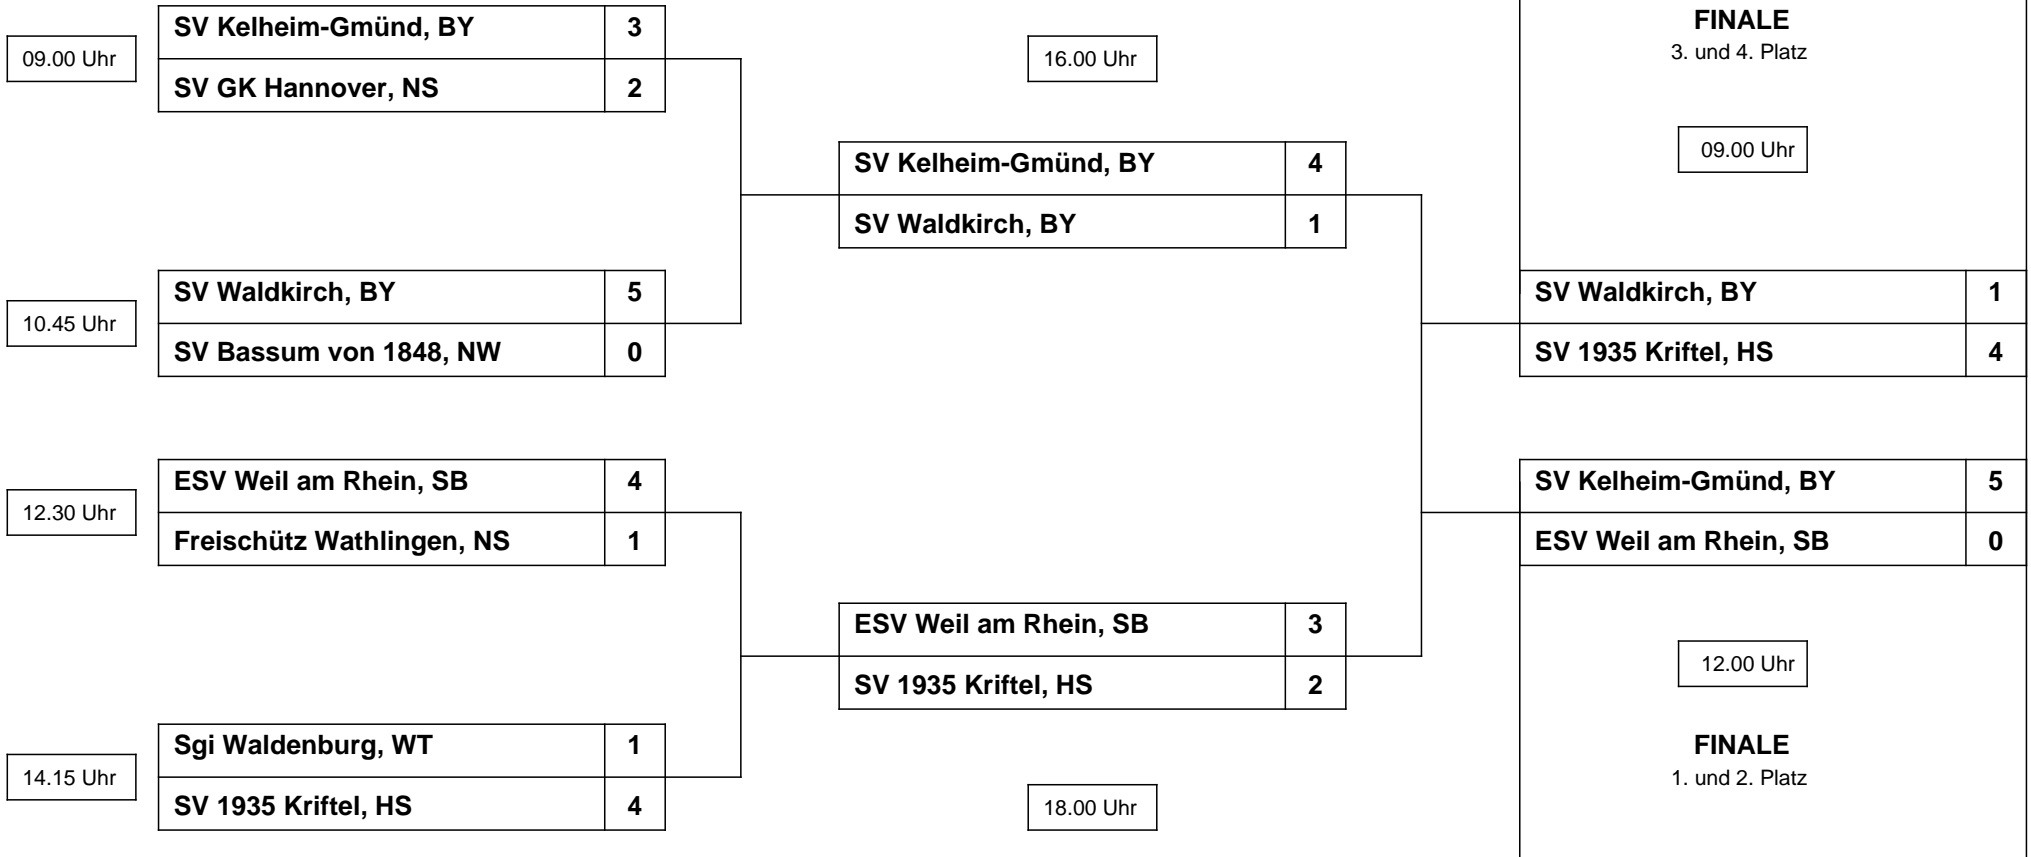 SV Kelheim-Gmünd, BY 3
09.00 Uhr
SV GK Hannover, NS 2
SV Waldkirch, BY 5
10.45 Uhr
SV Bassum von 1848, NW 0
ESV Weil am Rhein, SB 4
12.30 Uhr
Freischütz Wathlingen, NS 1
Sgi Waldenburg, WT 1
14.15 Uhr
SV 1935 Kriftel, HS 4
16.00 Uhr
SV Kelheim-Gmünd, BY 4
SV Waldkirch, BY 1
ESV Weil am Rhein, SB 3
SV 1935 Kriftel, HS 2
18.00 Uhr
FINALE
3. und 4. Platz
09.00 Uhr
SV Waldkirch, BY 1
SV 1935 Kriftel, HS 4
SV Kelheim-Gmünd, BY 5
ESV Weil am Rhein, SB 0
12.00 Uhr
FINALE
1. und 2. Platz